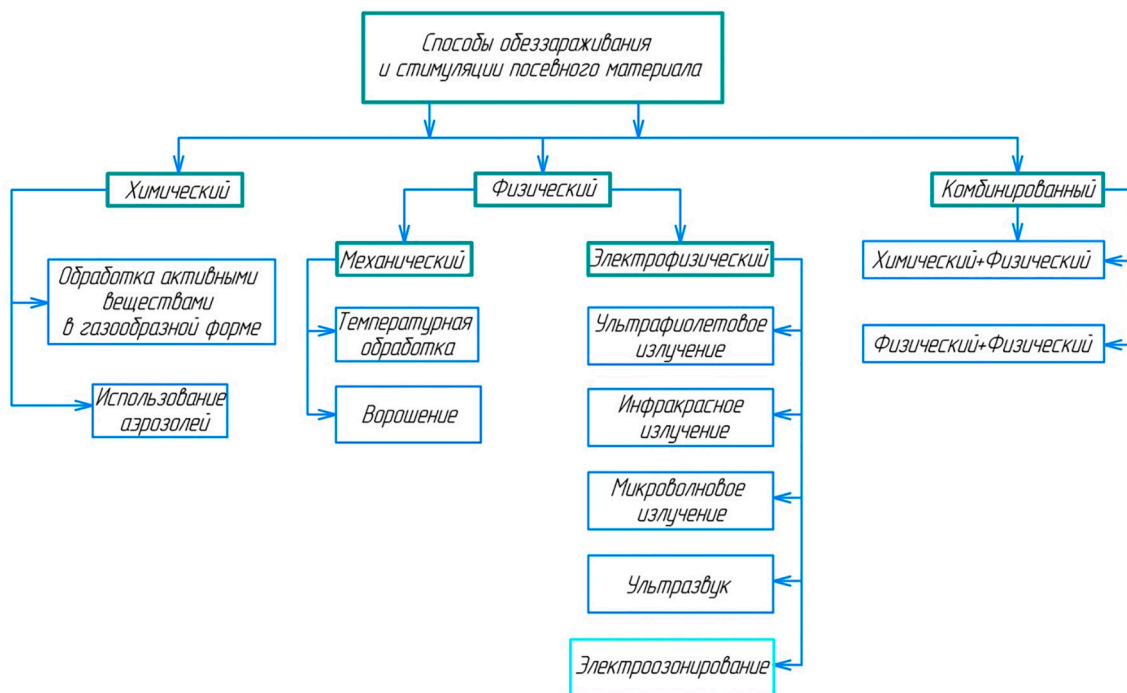 Способы обеззараживания
и стимуляции посевного материала
Химический
Физический
Комбинированный
Механический
Электрофизический
Химический+Физический
Обработка активными
веществами
в газообразной форме
Температурная
обработка
Ультрафиолетовое
излучение
Физический+Физический
Использование
аэрозолей
Ворошение
Инфракрасное
излучение
Микроволновое
излучение
Ультразвук
Электроозонирование